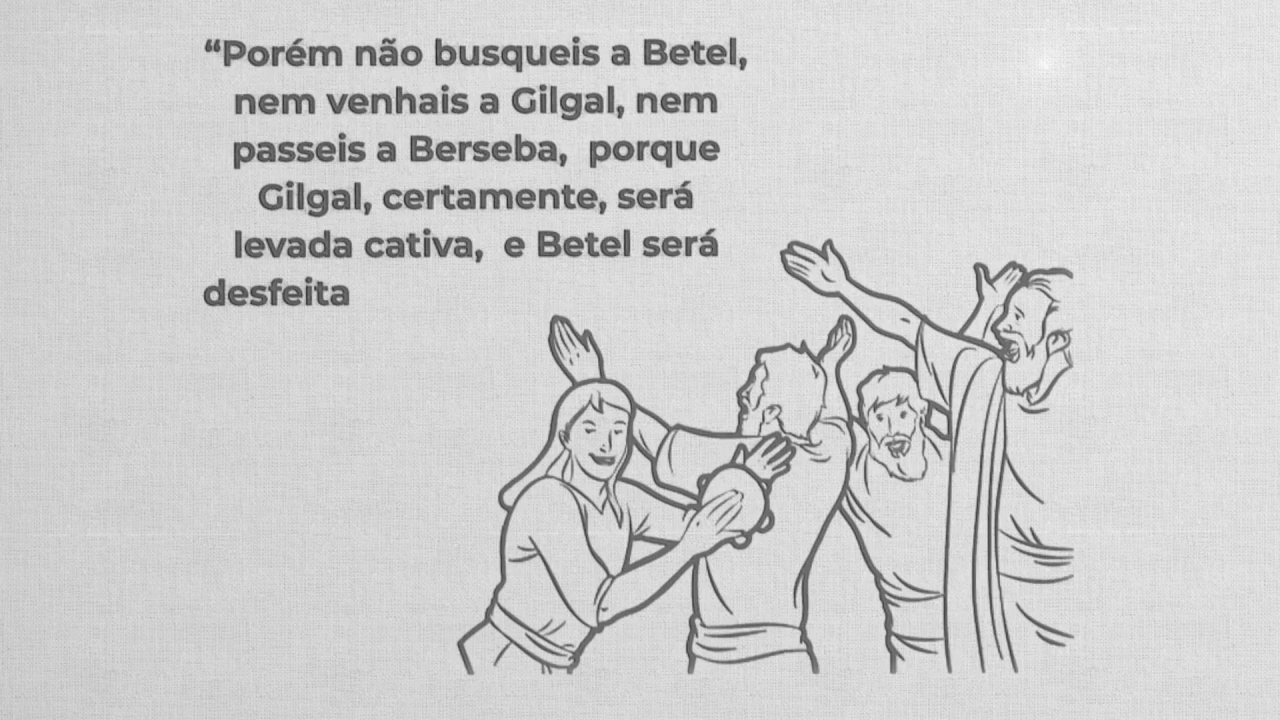 “Porém não busqueis a Betel,
nem venhais a Gilgal, nem
passeis a Berseba,  porque
Gilgal, certamente, será
levada cativa,  e Betel será
desfeita